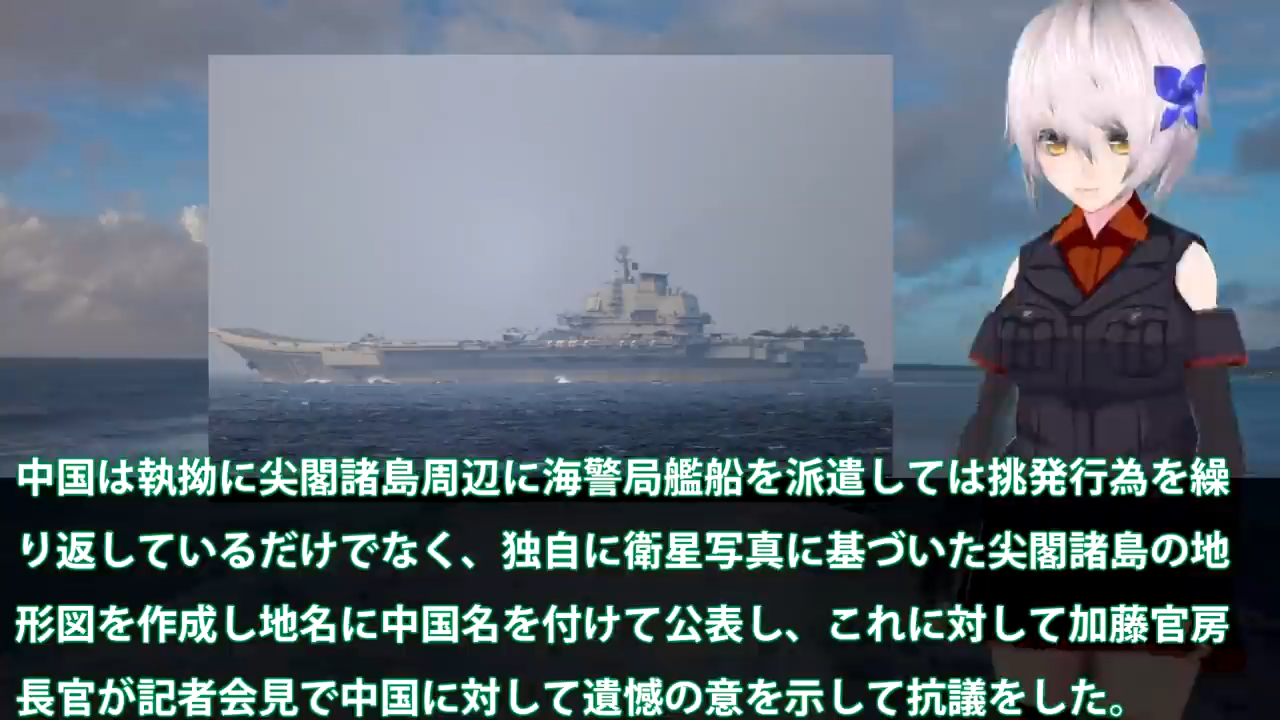 中国は執拗に尖閣諸島周辺に海警局艦船を派遣しては挑発行為を繰
り返しているだけでなく、独自に衛星写真に基づいた尖閣諸島の地
形図を作成し地名に中国名を付けて公表し、これに対して加藤官房
長官が記者会見で中国に対して遺憾の意を示して抗議をした。